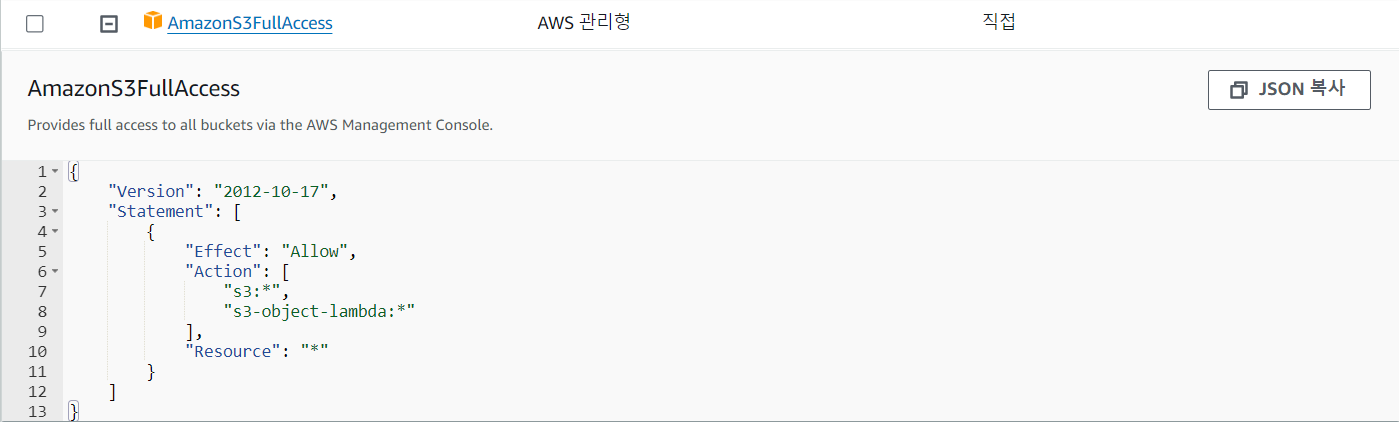 AmazonS3FullAccess AWS 관리형 직접
AmazonS3FullAccess JSON 복사
Provides full access to all buckets via the AWS Management Console.
1 {
2     "Version": "2012-10-17",
3     "Statement": [
4         {
5             "Effect": "Allow",
6             "Action": [
7                 "s3:*",
8                 "s3-object-lambda:*"
9             ],
10             "Resource": "*"
11         }
12     ]
13 }